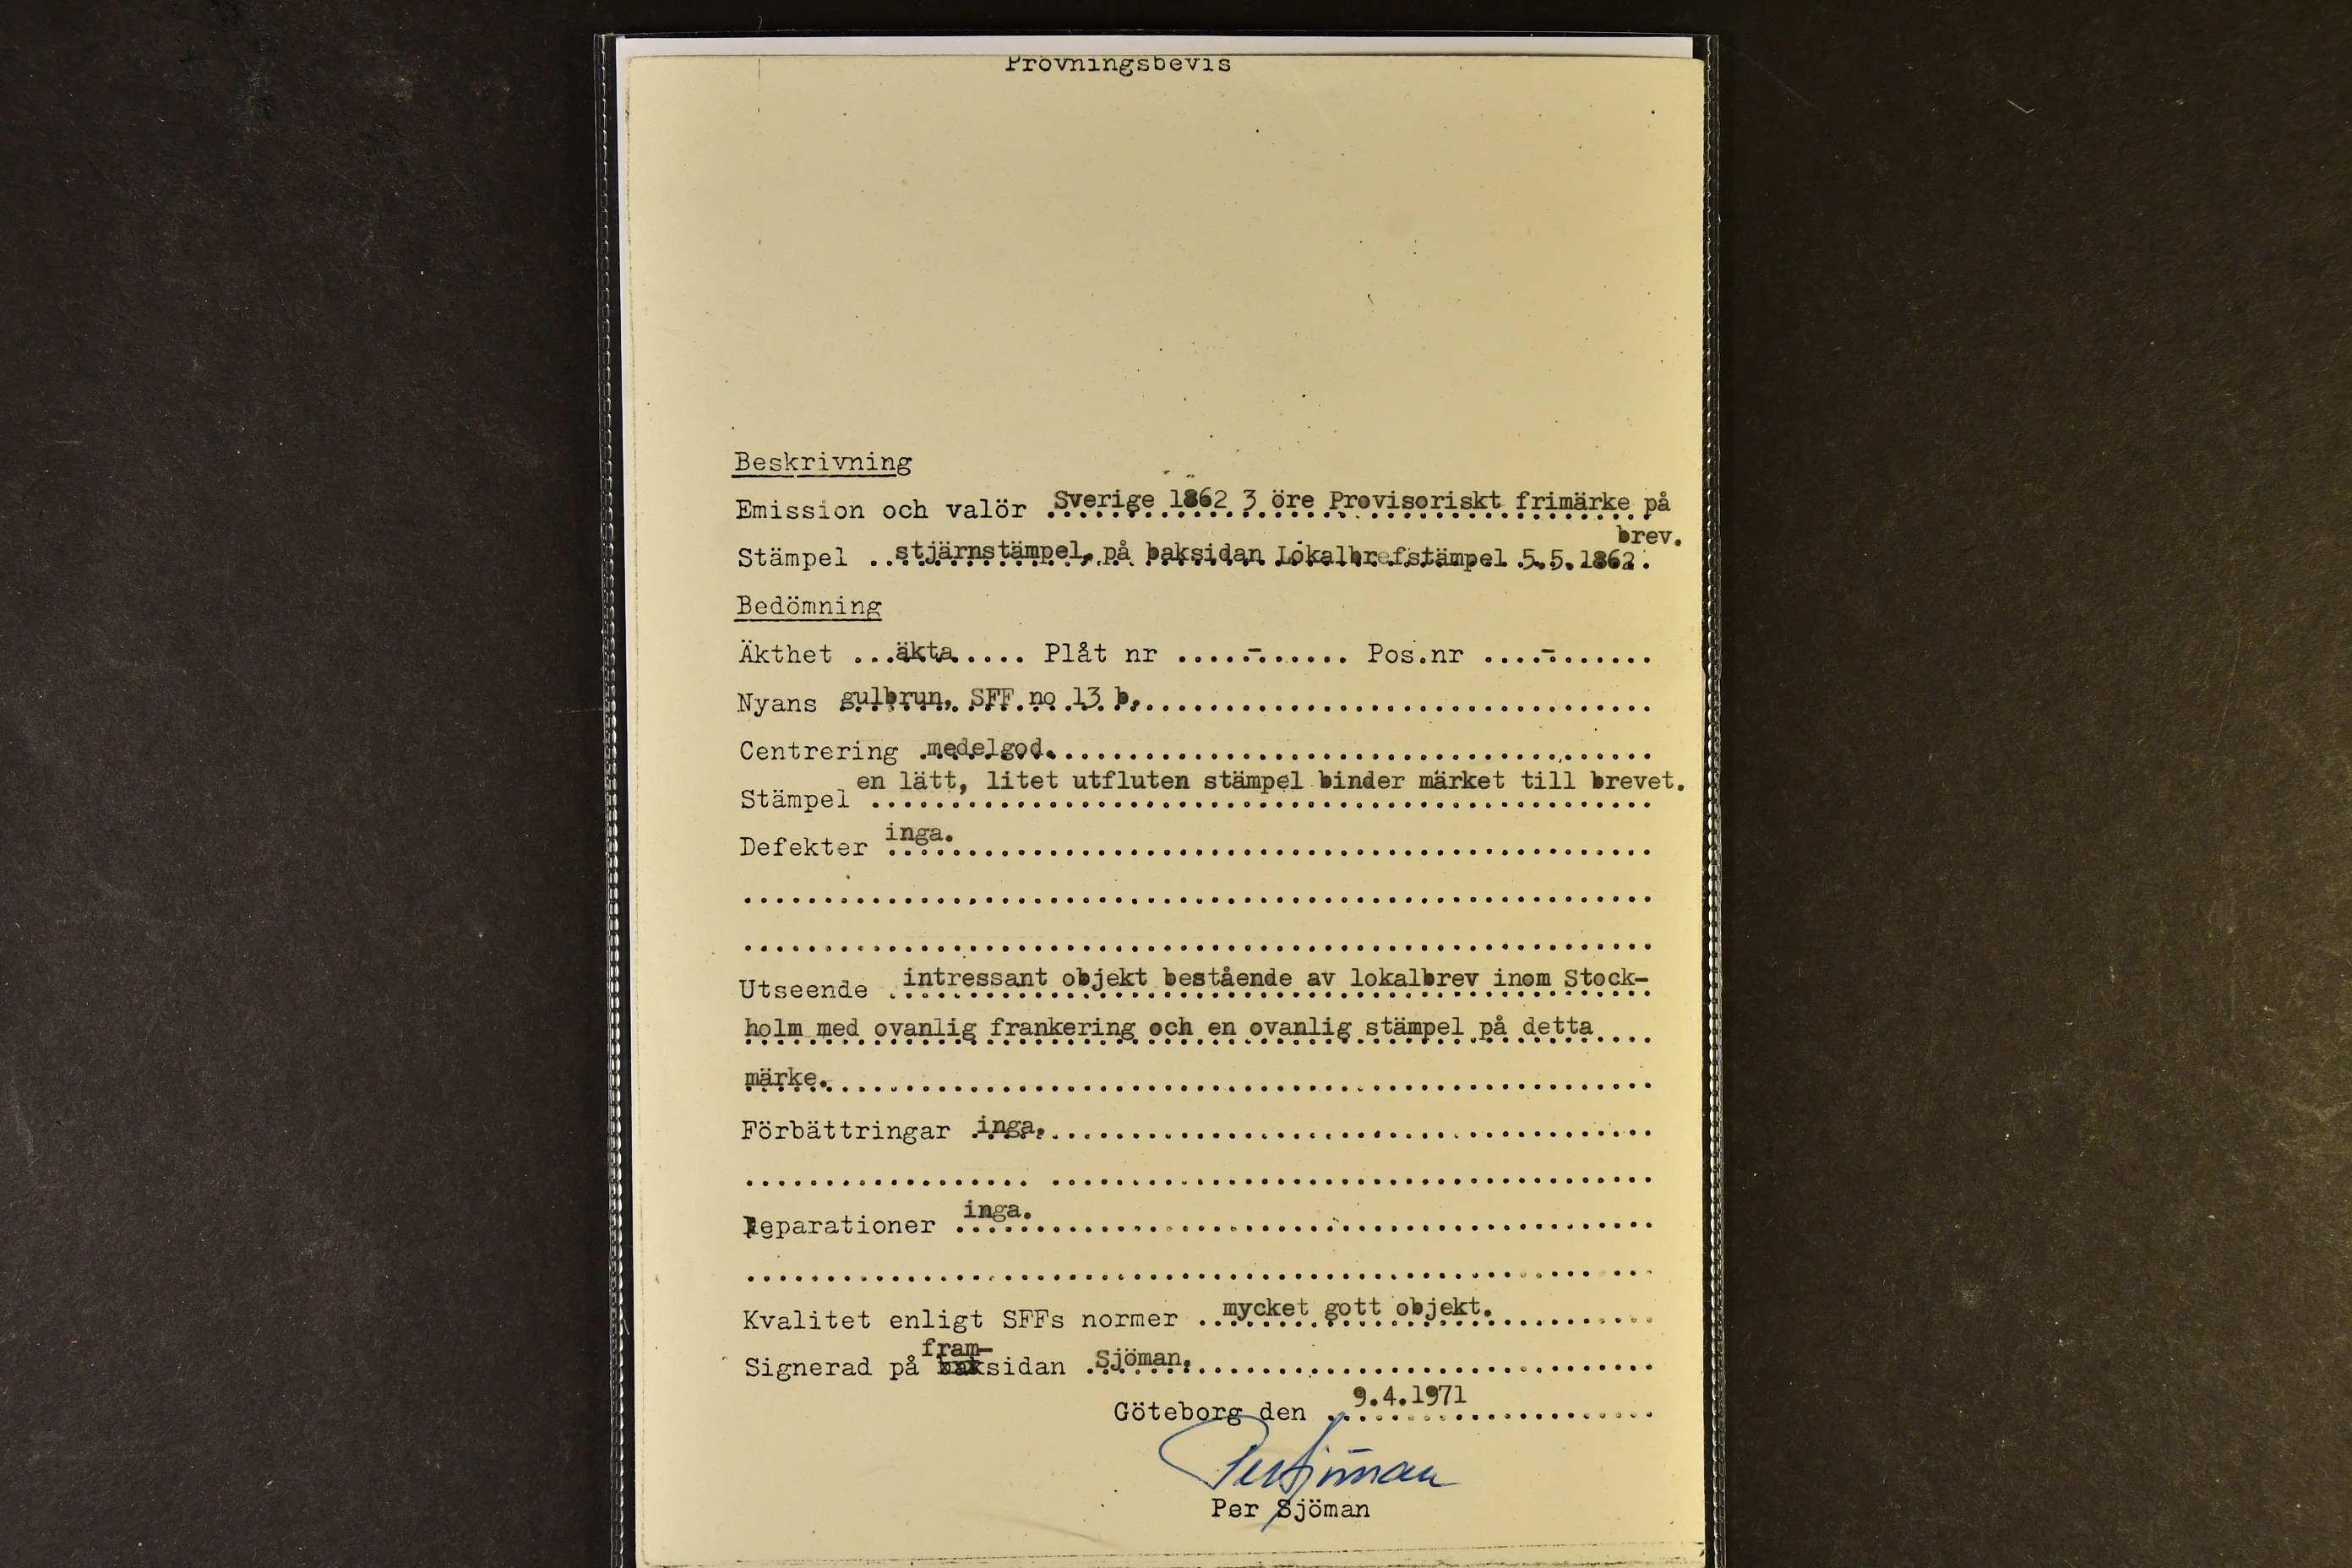 Prövningsbevis
Beskrivning
Emission och valör Sverige 1862 3 öre Provisoriskt frimärke på
brev.
Stämpel ..stjärnstämpel, på baksidan Lokalbrefstämpel 5.5.1862.
Bedömning
Äkthet ...äkta..... Plåt nr ....-...... Pos.nr ....-......
Nyans gulbrun, SFF no 13 b.
Centrering medelgod.
Stämpel en lätt, litet utfluten stämpel binder märket till brevet.
Defekter inga.
Utseende intressant objekt bestående av lokalbrev inom Stock-
holm med ovanlig frankering och en ovanlig stämpel på detta
märke.
Förbättringar inga.
Reparationer inga.
Kvalitet enligt SFFs normer mycket gott objekt.
fram-
Signerad på baksidan Sjöman.
Göteborg den 9.4.1971
Per Sjöman
Per Sjöman